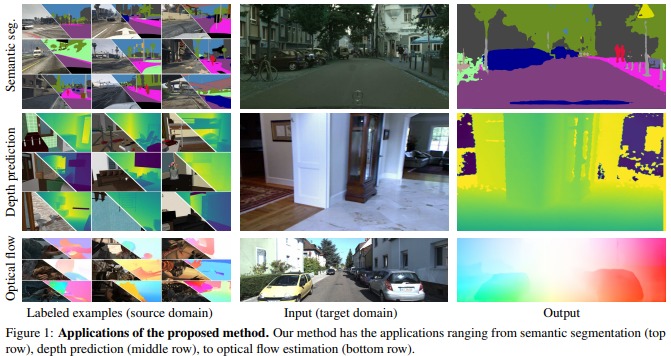 Semantic seg.
Depth prediction
Optical flow
Labeled examples (source domain)
Input (target domain)
Output
Figure 1: Applications of the proposed method. Our method has the applications ranging from semantic segmentation (top
row), depth prediction (middle row), to optical flow estimation (bottom row).